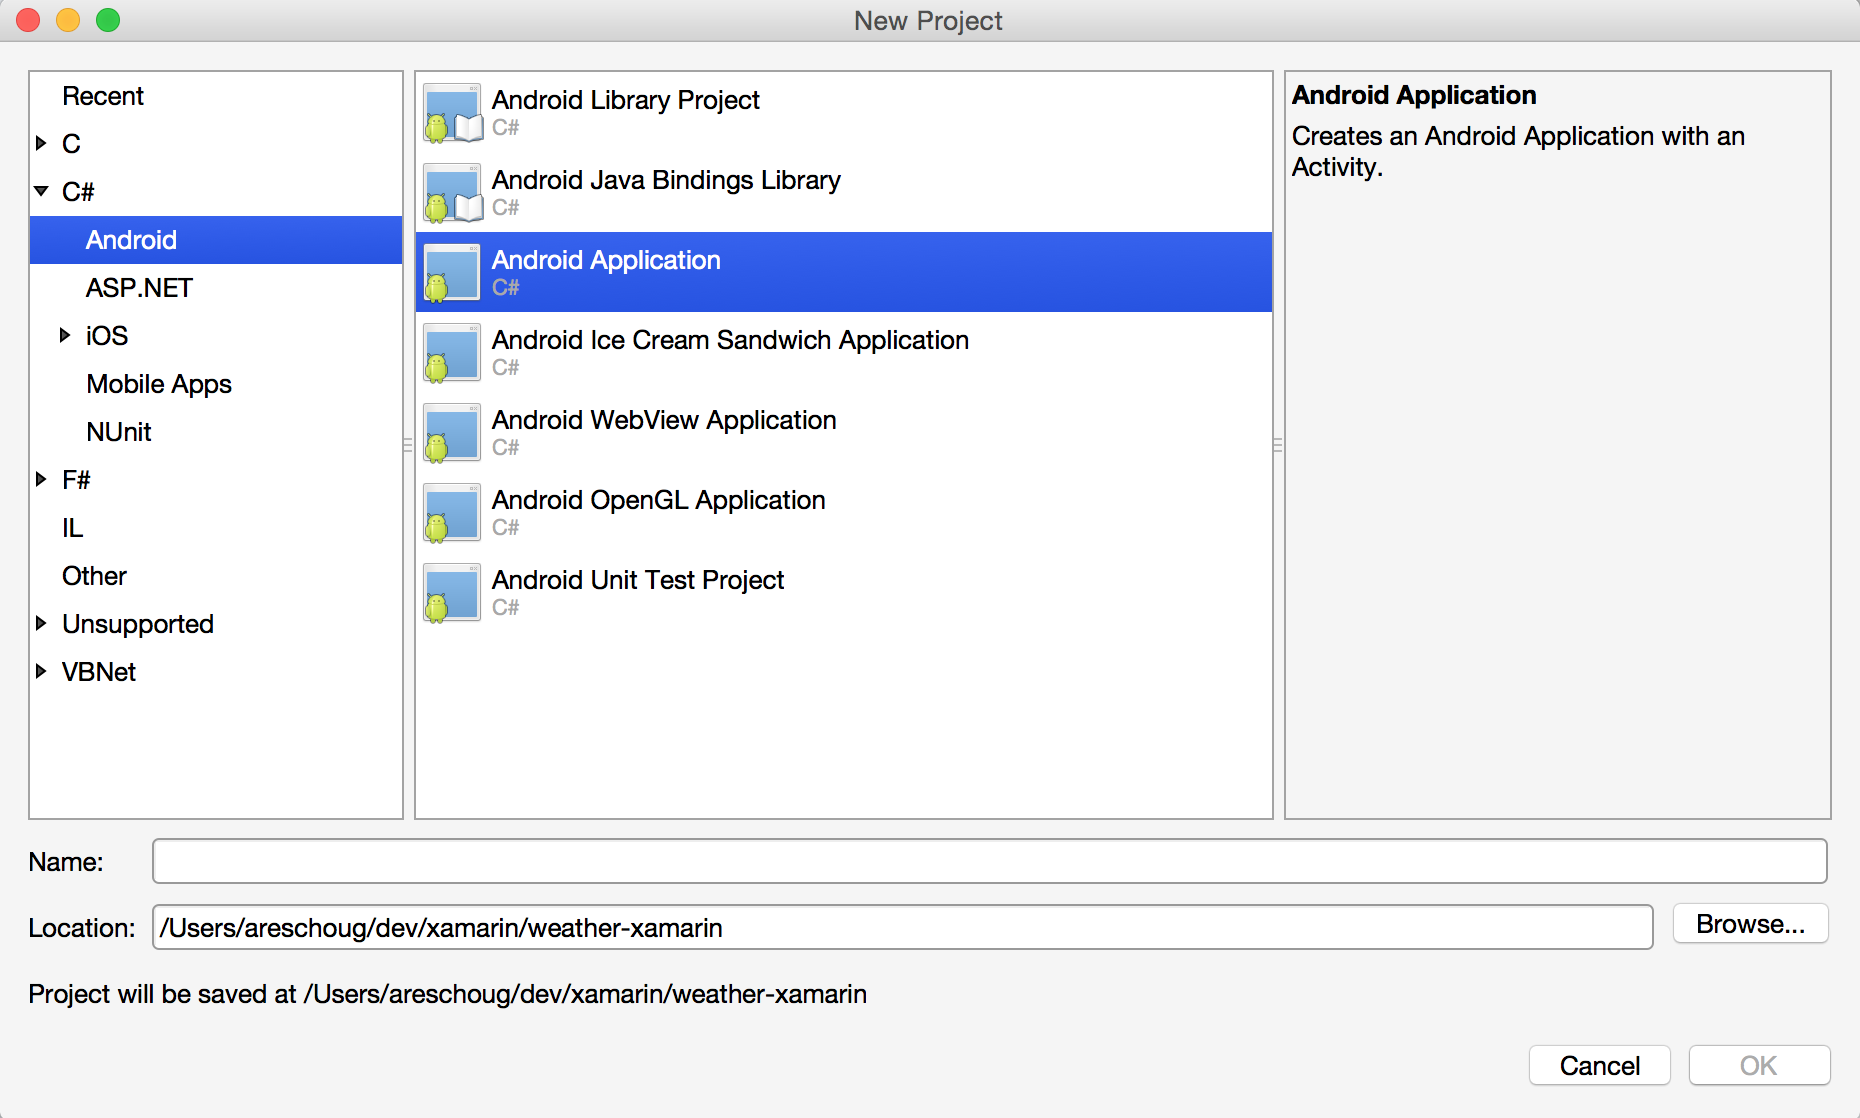 New Project
Recent
C
C#
Android
ASP.NET
iOS
Mobile Apps
NUnit
F#
IL
Other
Unsupported
VBNet
Android Library Project
C#
Android Java Bindings Library
C#
Android Application
C#
Android Ice Cream Sandwich Application
C#
Android WebView Application
C#
Android OpenGL Application
C#
Android Unit Test Project
C#
Android Application
Creates an Android Application with an
Activity.
Name:
Location: /Users/areschoug/dev/xamarin/weather-xamarin Browse...
Project will be saved at /Users/areschoug/dev/xamarin/weather-xamarin
Cancel OK